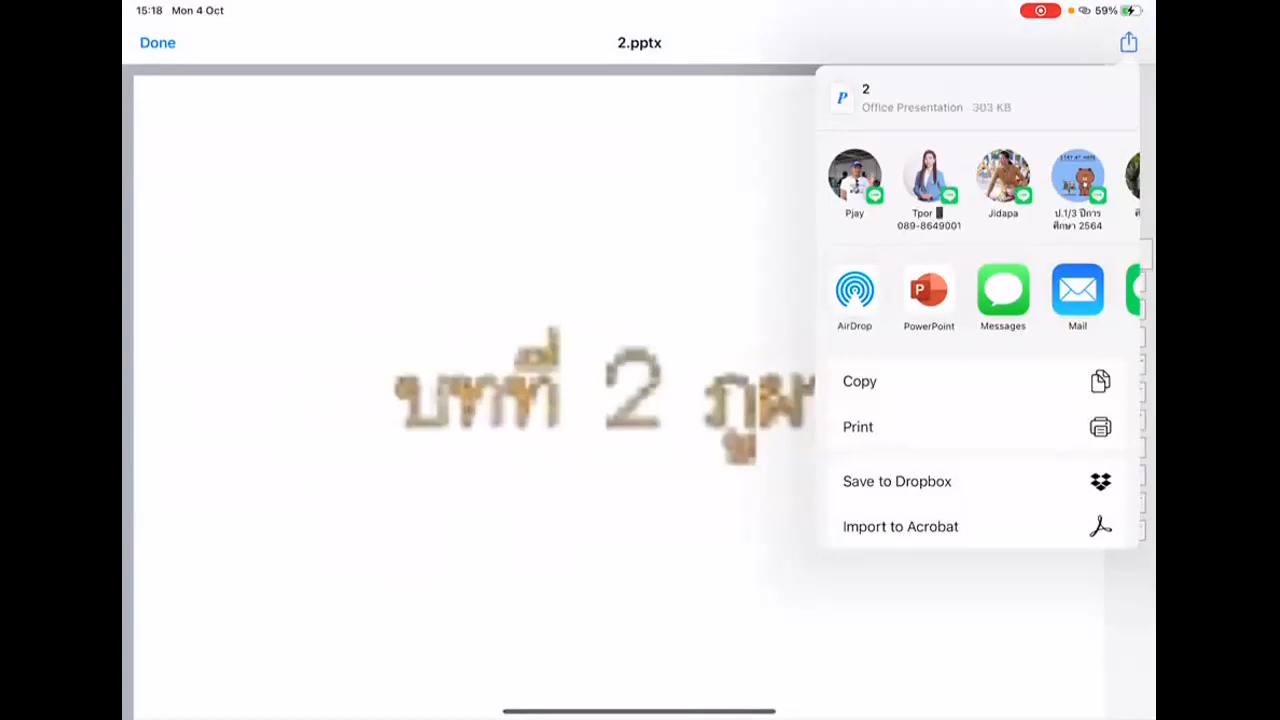 15:18 Mon 4 Oct
59%
Done
2.pptx
P
2
Office Presentation · 303 KB
Pjay
Tpor
089-8649001
Jidapa
ป.1/3 ปีการ
ศึกษา 2564
AirDrop
P
PowerPoint
Messages
Mail
Copy
Print
Save to Dropbox
Import to Acrobat
บทที่ 2